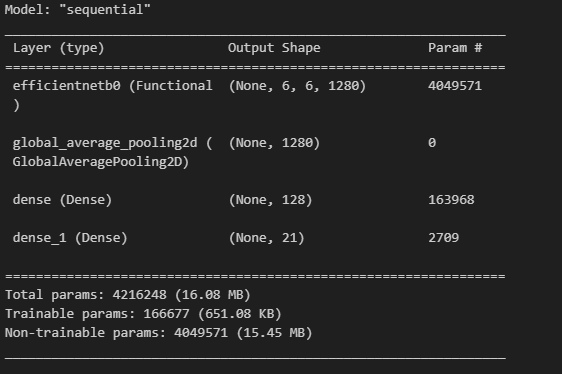 Model: "sequential"
_________________________________________________________________
 Layer (type)                Output Shape              Param #
=================================================================
 efficientnetb0 (Functional  (None, 6, 6, 1280)        4049571
 )
 global_average_pooling2d (  (None, 1280)              0
 GlobalAveragePooling2D)
 dense (Dense)               (None, 128)               163968
 dense_1 (Dense)             (None, 21)                2709
=================================================================
Total params: 4216248 (16.08 MB)
Trainable params: 166677 (651.08 KB)
Non-trainable params: 4049571 (15.45 MB)
_________________________________________________________________